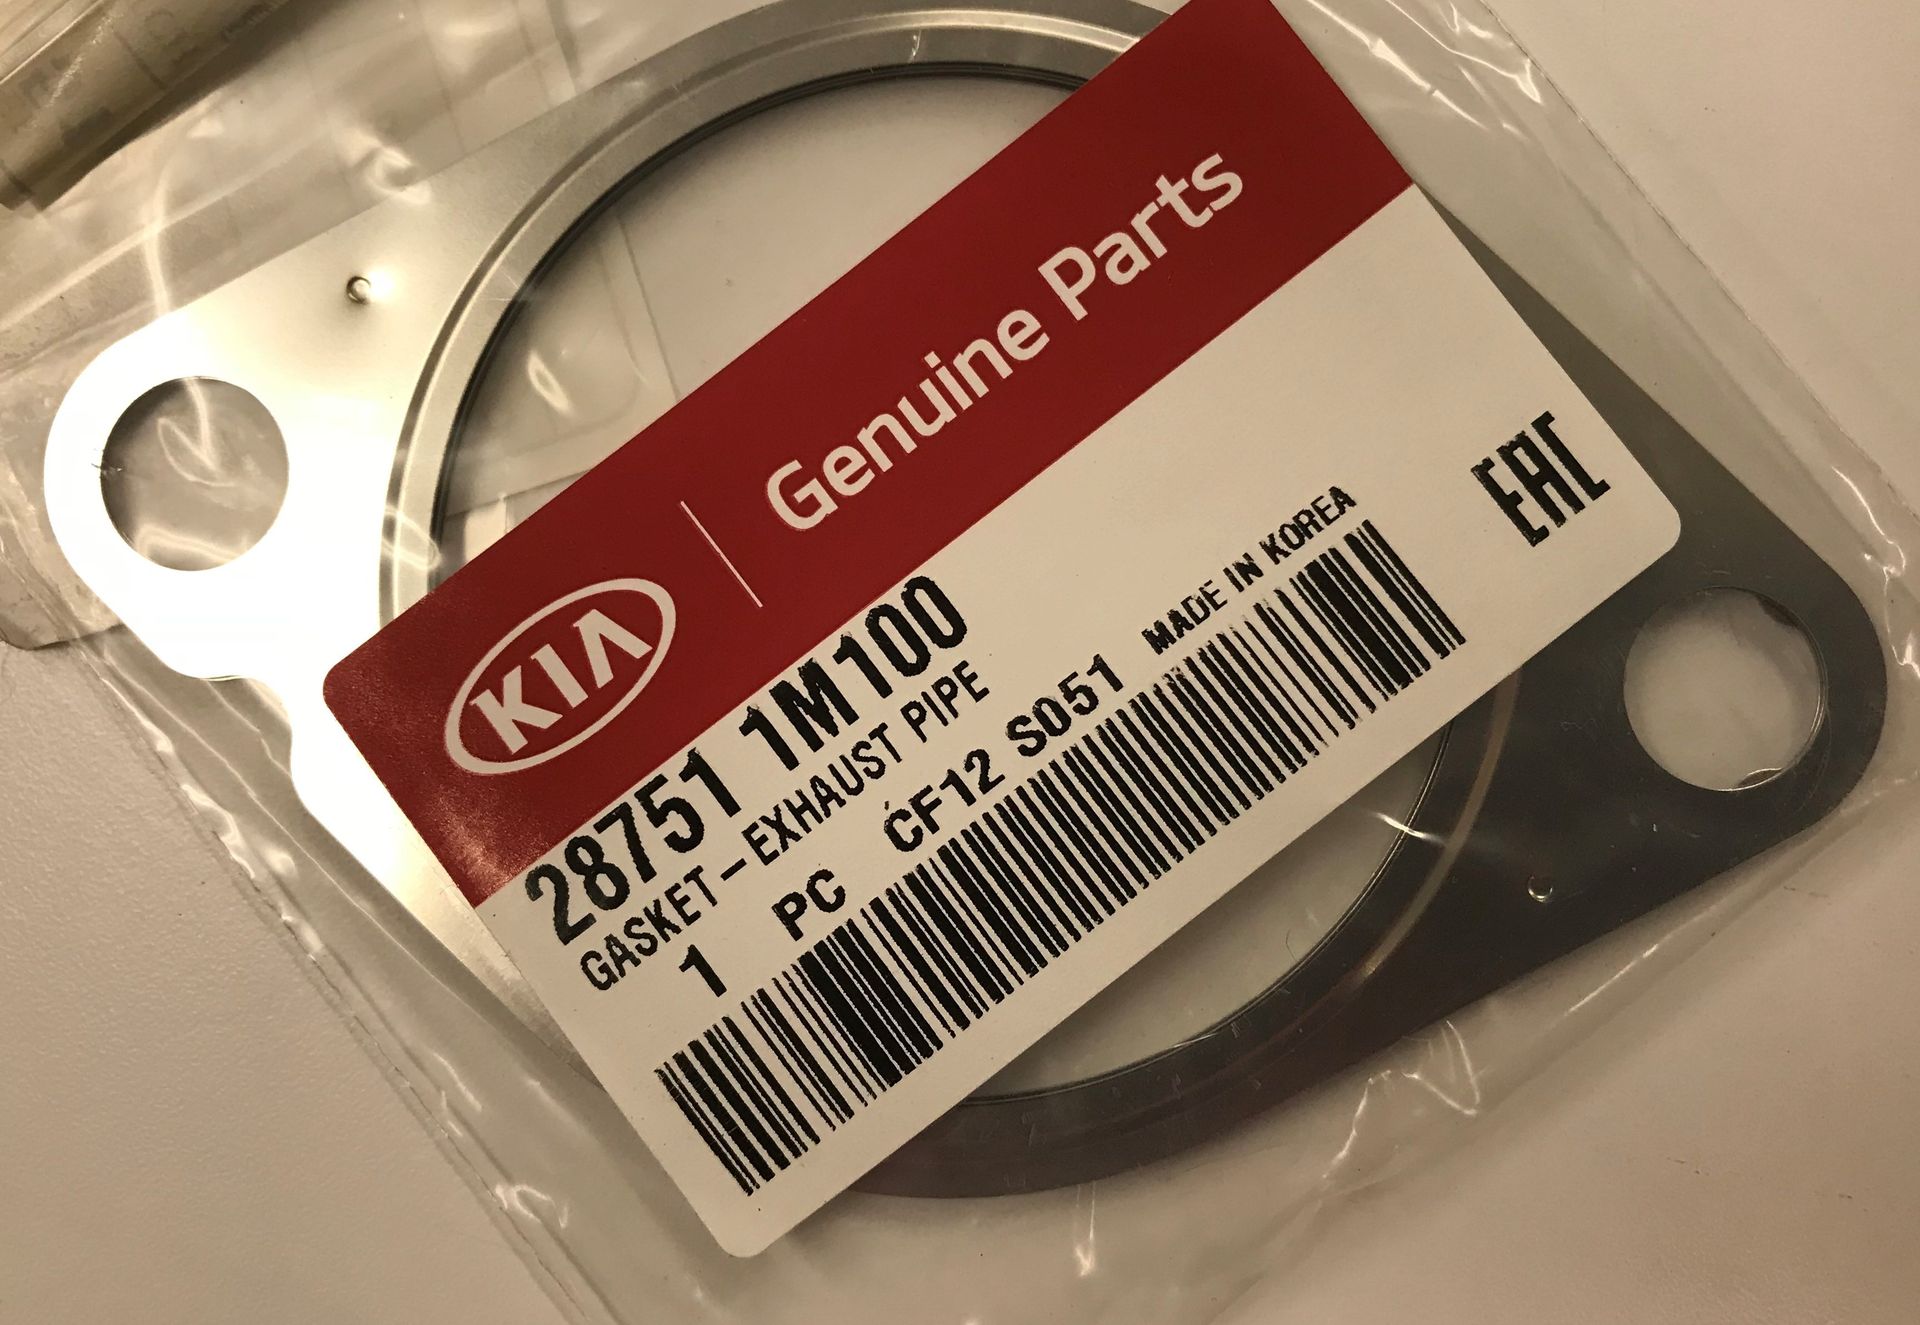 KIA | Genuine Parts
28751 1M100
GASKET-EXHAUST PIPE
1 PC CF12 S051 MADE IN KOREA
EAC